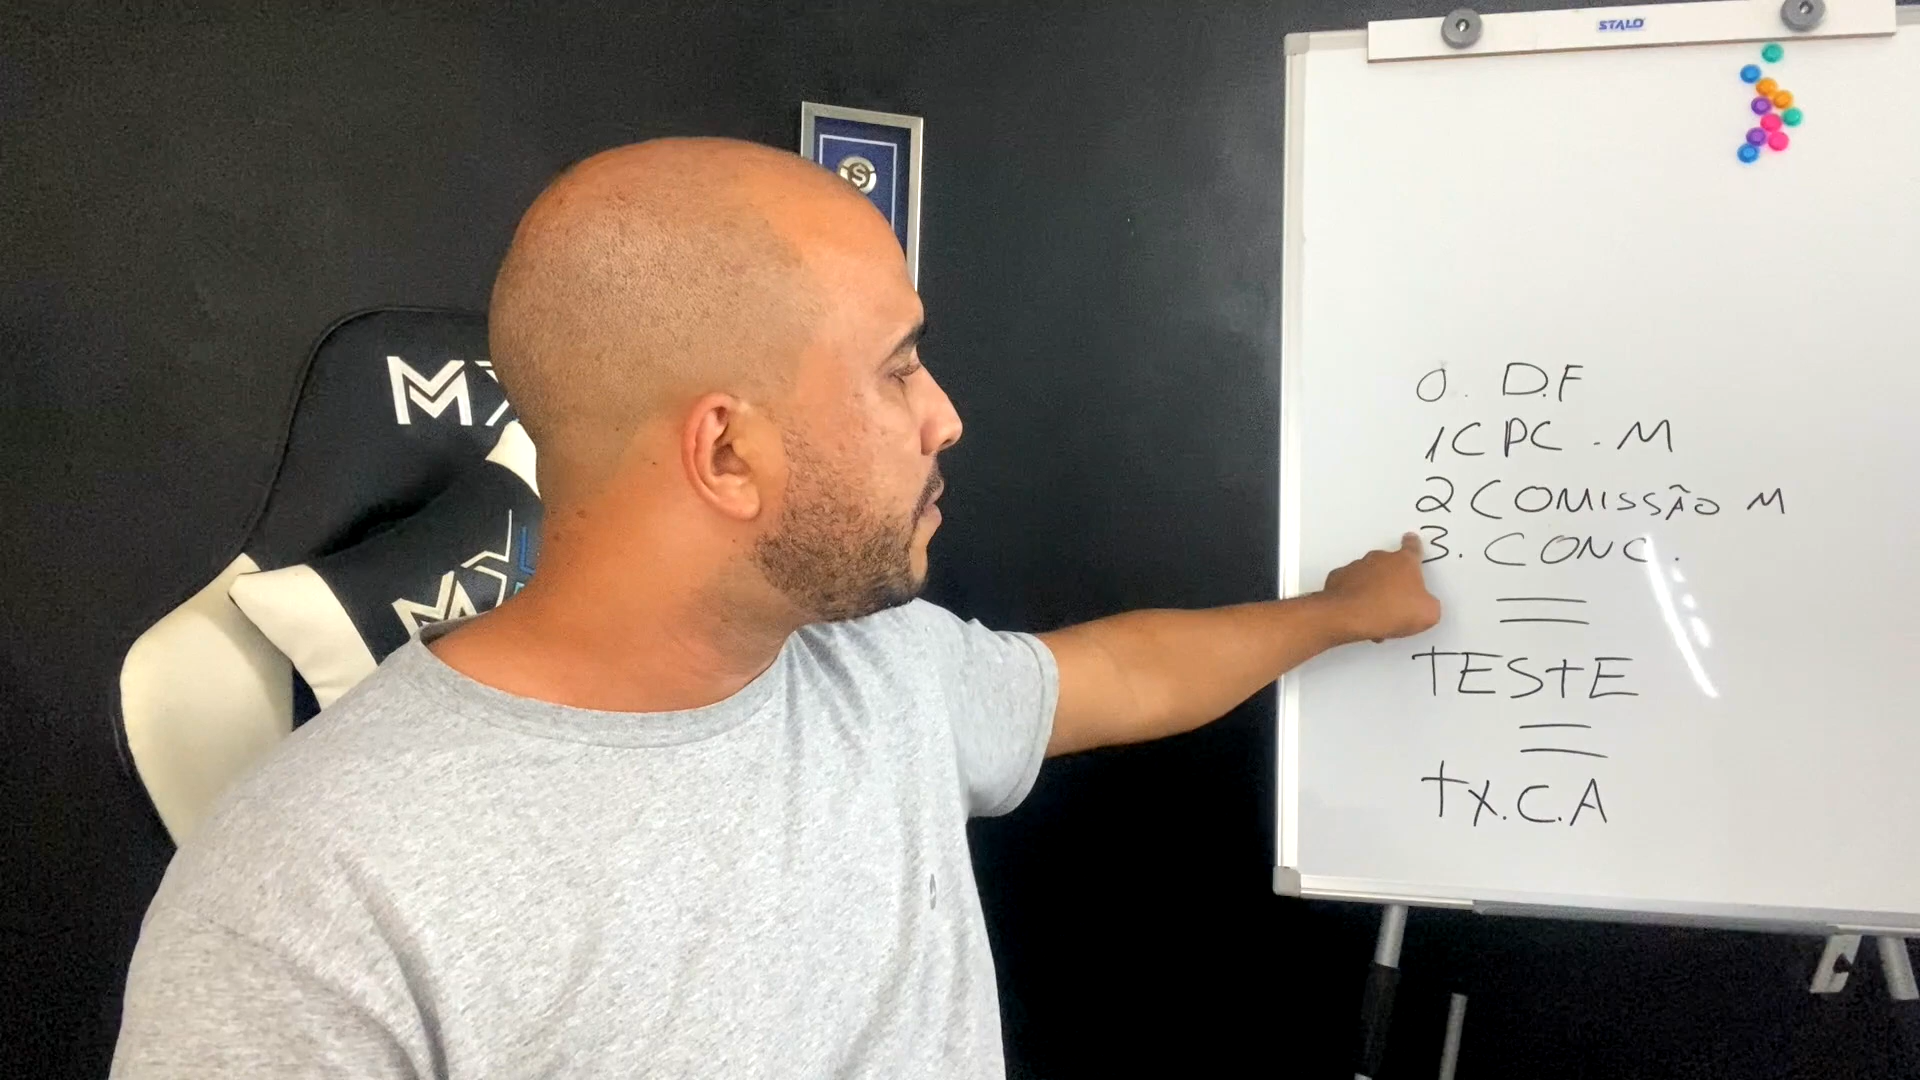 STALO
0. D.F
1 CPC . M
2 COMISSÃO M
3. CONC.
TESTE
TX.C.A